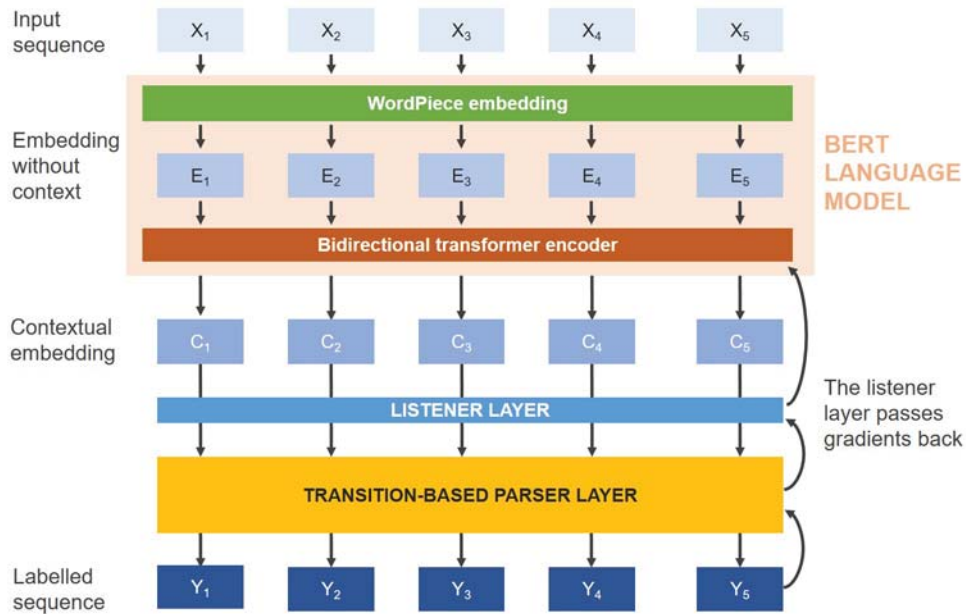 Input
sequence
X₁ X₂ X₃ X₄ X₅
WordPiece embedding
Embedding
without
context
E₁ E₂ E₃ E₄ E₅
BERT
LANGUAGE
MODEL
Bidirectional transformer encoder
Contextual
embedding
C₁ C₂ C₃ C₄ C₅
LISTENER LAYER
The listener
layer passes
gradients back
TRANSITION-BASED PARSER LAYER
Labelled
sequence
Y₁ Y₂ Y₃ Y₄ Y₅